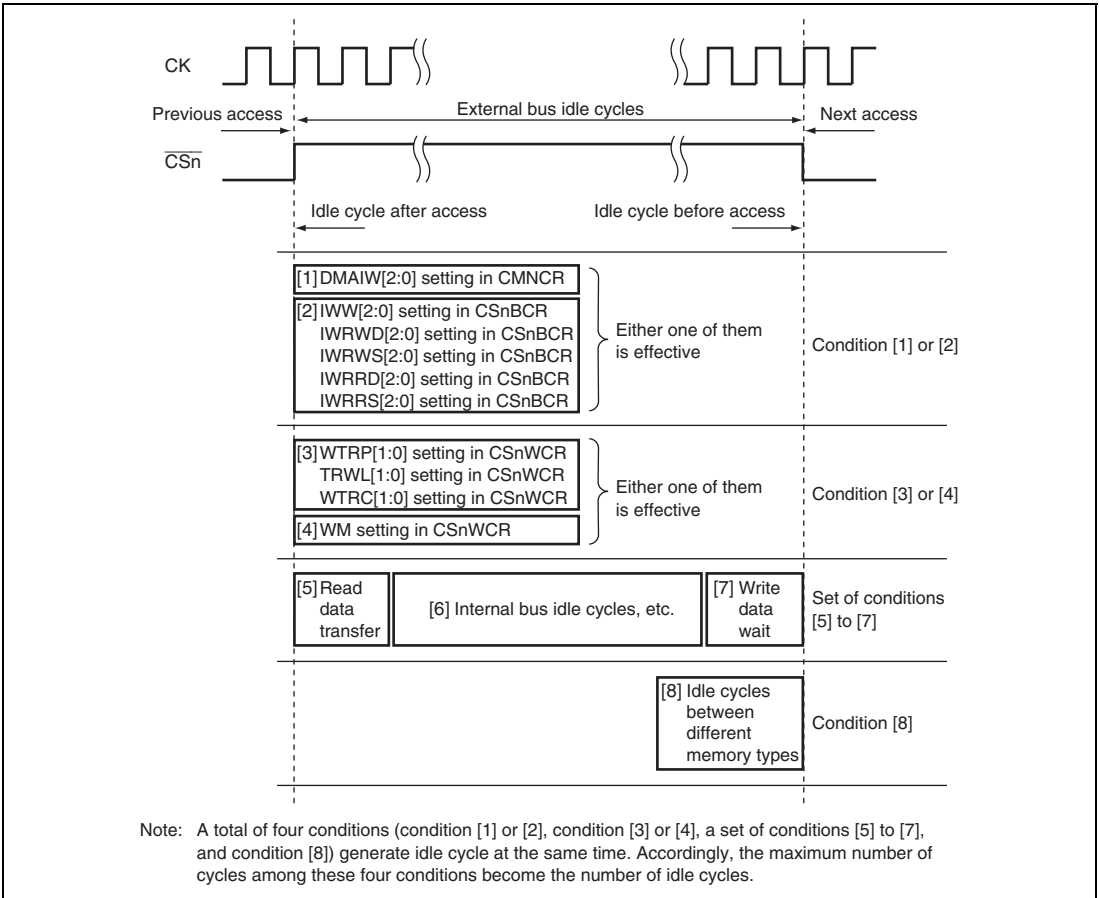 CK
Previous access
External bus idle cycles
Next access
CSn
Idle cycle after access
Idle cycle before access
[1] DMAIW[2:0] setting in CMNCR
[2] IWW[2:0] setting in CSnBCR
IWRWD[2:0] setting in CSnBCR
IWRWS[2:0] setting in CSnBCR
IWRRD[2:0] setting in CSnBCR
IWRRS[2:0] setting in CSnBCR
Either one of them
is effective
Condition [1] or [2]
[3] WTRP[1:0] setting in CSnWCR
TRWL[1:0] setting in CSnWCR
WTRC[1:0] setting in CSnWCR
[4] WM setting in CSnWCR
Either one of them
is effective
Condition [3] or [4]
[5] Read
data
transfer
[6] Internal bus idle cycles, etc.
[7] Write
data
wait
Set of conditions
[5] to [7]
[8] Idle cycles
between
different
memory types
Condition [8]
Note: A total of four conditions (condition [1] or [2], condition [3] or [4], a set of conditions [5] to [7],
and condition [8]) generate idle cycle at the same time. Accordingly, the maximum number of
cycles among these four conditions become the number of idle cycles.